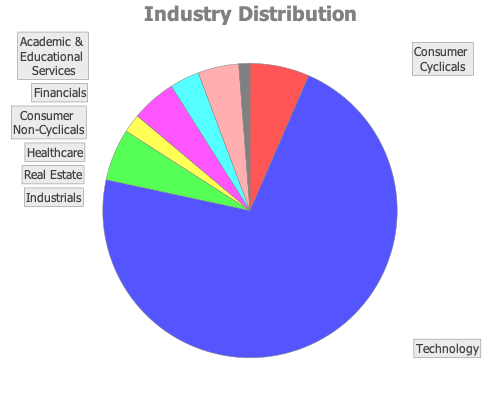 Industry Distribution
Academic &
Educational
Services
Financials
Consumer
Non-Cyclicals
Healthcare
Real Estate
Industrials
Consumer
Cyclicals
Technology